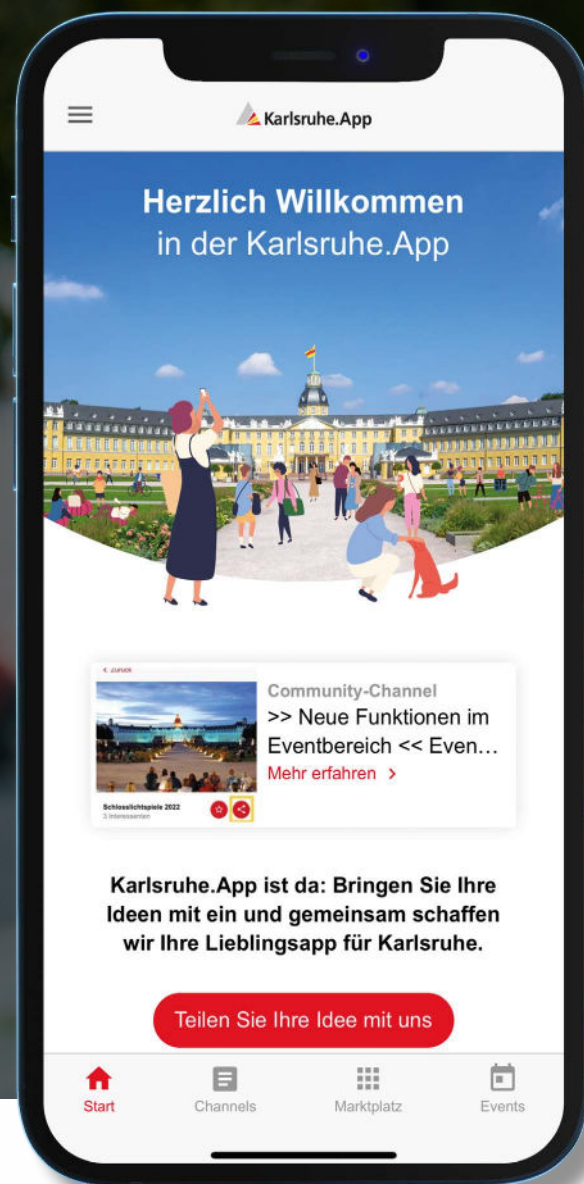 Karlsruhe.App
Herzlich Willkommen
in der Karlsruhe.App
< Zurück
Schlosslichtspiele 2022
3 Interessenten
Community-Channel
>> Neue Funktionen im
Eventbereich << Even...
Mehr erfahren >
Karlsruhe.App ist da: Bringen Sie Ihre
Ideen mit ein und gemeinsam schaffen
wir Ihre Lieblingsapp für Karlsruhe.
Teilen Sie Ihre Idee mit uns
Start
Channels
Marktplatz
Events